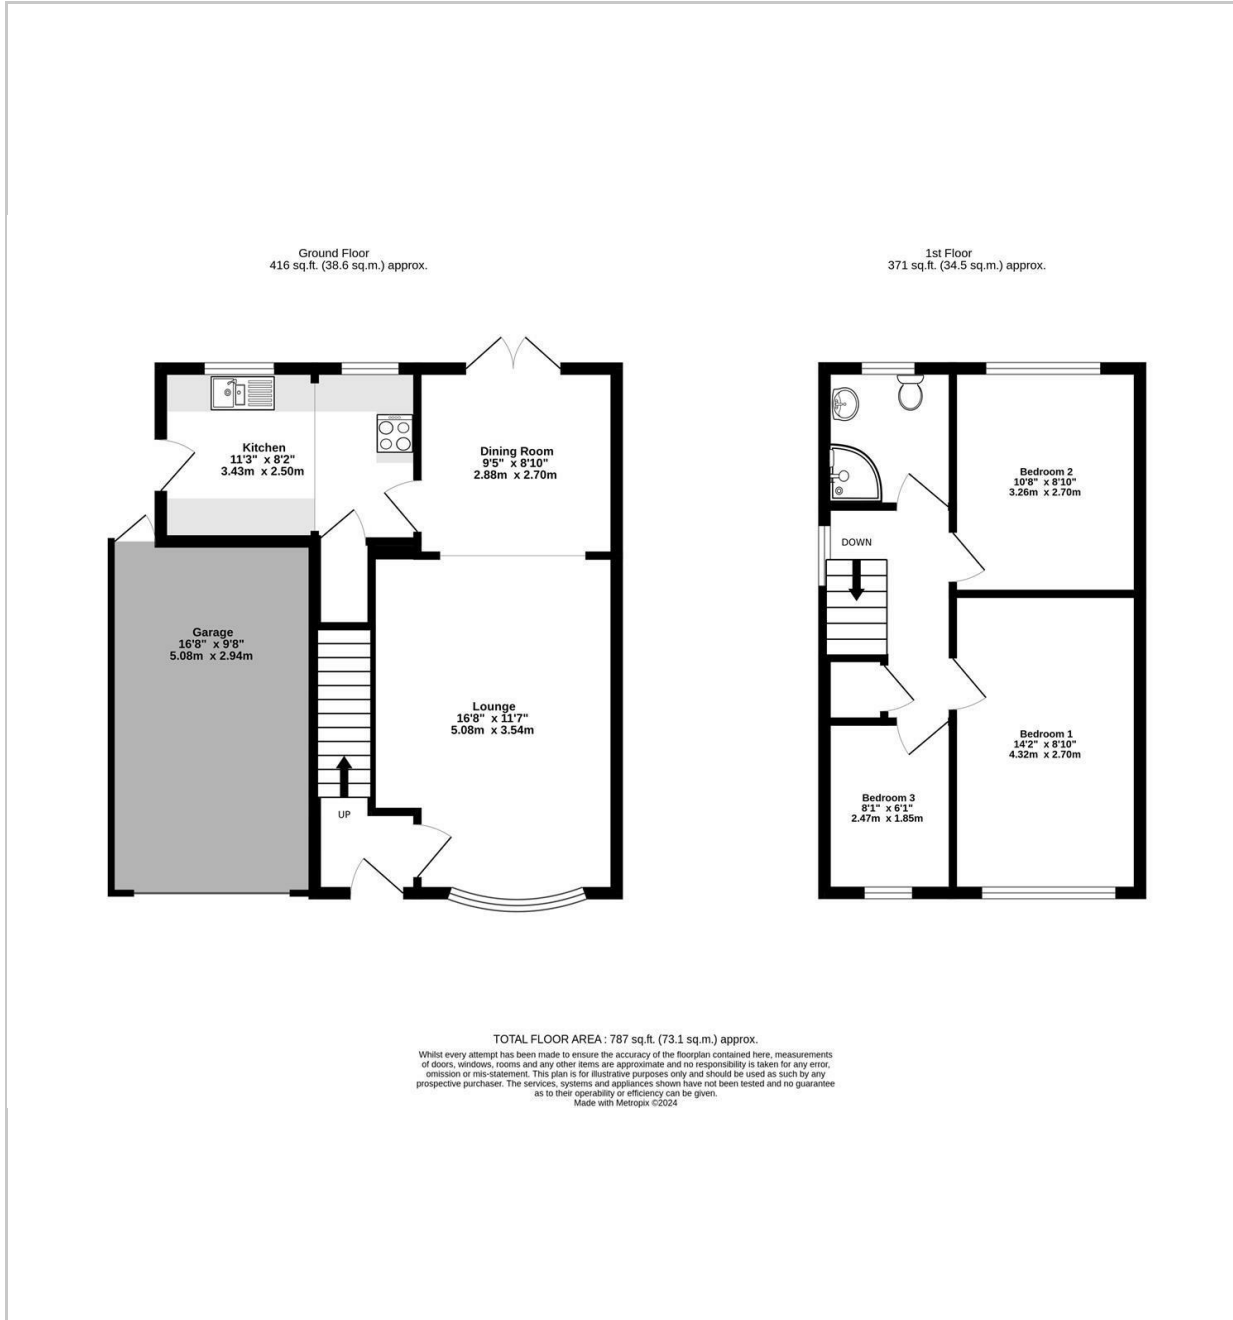 Ground Floor
416 sq.ft. (38.6 sq.m.) approx.
1st Floor
371 sq.ft. (34.5 sq.m.) approx.
Kitchen
11'3" x 8'2"
3.43m x 2.50m
Dining Room
9'5" x 8'10"
2.88m x 2.70m
Garage
16'8" x 9'8"
5.08m x 2.94m
Lounge
16'8" x 11'7"
5.08m x 3.54m
UP
Bedroom 2
10'8" x 8'10"
3.26m x 2.70m
DOWN
Bedroom 1
14'2" x 8'10"
4.32m x 2.70m
Bedroom 3
8'1" x 6'1"
2.47m x 1.85m
TOTAL FLOOR AREA : 787 sq.ft. (73.1 sq.m.) approx.
Whilst every attempt has been made to ensure the accuracy of the floorplan contained here, measurements
of doors, windows, rooms and any other items are approximate and no responsibility is taken for any error,
omission or mis-statement. This plan is for illustrative purposes only and should be used as such by any
prospective purchaser. The services, systems and appliances shown have not been tested and no guarantee
as to their operability or efficiency can be given.
Made with Metropix ©2024